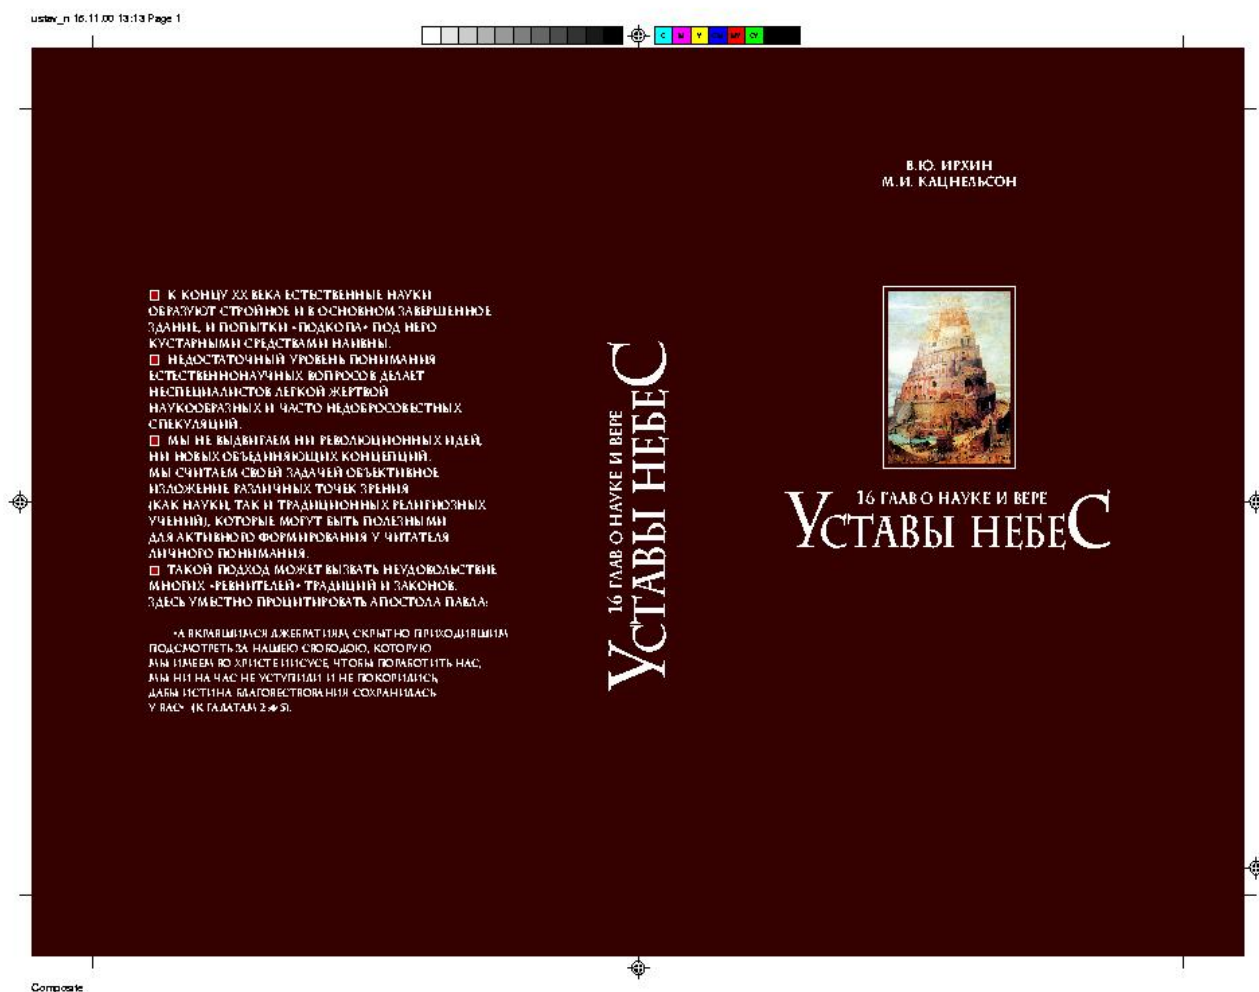 ustav_n 16.11.00 13:13 Page 1
C M Y CM MY CY
В.Ю. ИРХИН
М.И. КАЦНЕЛЬСОН
К КОНЦУ XX ВЕКА ЕСТЕСТВЕННЫЕ НАУКИ
ОБРАЗУЮТ СТРОЙНОЕ И В ОСНОВНОМ ЗАВЕРШЕННОЕ
ЗДАНИЕ, И ПОПЫТКИ «ПОДКОПА» ПОД НЕГО
КУСТАРНЫМИ СРЕДСТВАМИ НАИВНЫ.
НЕДОСТАТОЧНЫЙ УРОВЕНЬ ПОНИМАНИЯ
ЕСТЕСТВЕННОНАУЧНЫХ ВОПРОСОВ ДЕЛАЕТ
НЕСПЕЦИАЛИСТОВ ЛЕГКОЙ ЖЕРТВОЙ
НАУКООБРАЗНЫХ И ЧАСТО НЕДОБРОСОВЕСТНЫХ
СПЕКУЛЯЦИЙ.
МЫ НЕ ВЫДВИГАЕМ НИ РЕВОЛЮЦИОННЫХ ИДЕЙ,
НИ НОВЫХ ОБЪЕДИНЯЮЩИХ КОНЦЕПЦИЙ.
МЫ СЧИТАЕМ СВОЕЙ ЗАДАЧЕЙ ОБЪЕКТИВНОЕ
ИЗЛОЖЕНИЕ РАЗЛИЧНЫХ ТОЧЕК ЗРЕНИЯ
(КАК НАУКИ, ТАК И ТРАДИЦИОННЫХ РЕЛИГИОЗНЫХ
УЧЕНИЙ), КОТОРЫЕ МОГУТ БЫТЬ ПОЛЕЗНЫМИ
ДЛЯ АКТИВНОГО ФОРМИРОВАНИЯ У ЧИТАТЕЛЯ
ЛИЧНОГО ПОНИМАНИЯ.
ТАКОЙ ПОДХОД МОЖЕТ ВЫЗВАТЬ НЕУДОВОЛЬСТВИЕ
МНОГИХ «РЕВНИТЕЛЕЙ» ТРАДИЦИЙ И ЗАКОНОВ.
ЗДЕСЬ УМЕСТНО ПРОЦИТИРОВАТЬ АПОСТОЛА ПАВЛА:
«А ВКРАВШИМСЯ ЛЖЕБРАТИЯМ, СКРЫТНО ПРИХОДИВШИМ
ПОДСМОТРЕТЬ ЗА НАШЕЮ СВОБОДОЮ, КОТОРУЮ
МЫ ИМЕЕМ ВО ХРИСТЕ ИИСУСЕ, ЧТОБЫ ПОРАБОТИТЬ НАС,
МЫ НИ НА ЧАС НЕ УСТУПИЛИ И НЕ ПОКОРИЛИСЬ,
ДАБЫ ИСТИНА БЛАГОВЕСТВОВАНИЯ СОХРАНИЛАСЬ
У ВАС» (К ГАЛАТАМ 2:4-5).
16 ГЛАВ О НАУКЕ И ВЕРЕ
УСТАВЫ НЕБЕС
16 ГЛАВ О НАУКЕ И ВЕРЕ
УСТАВЫ НЕБЕС
Composite